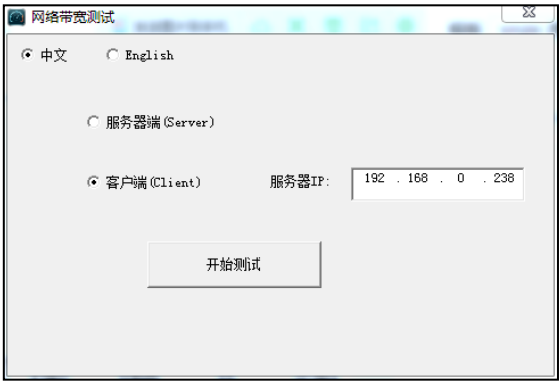 网络带宽测试
中文 English
服务器端(Server)
客户端(Client) 服务器IP: 192 . 168 . 0 . 238
开始测试